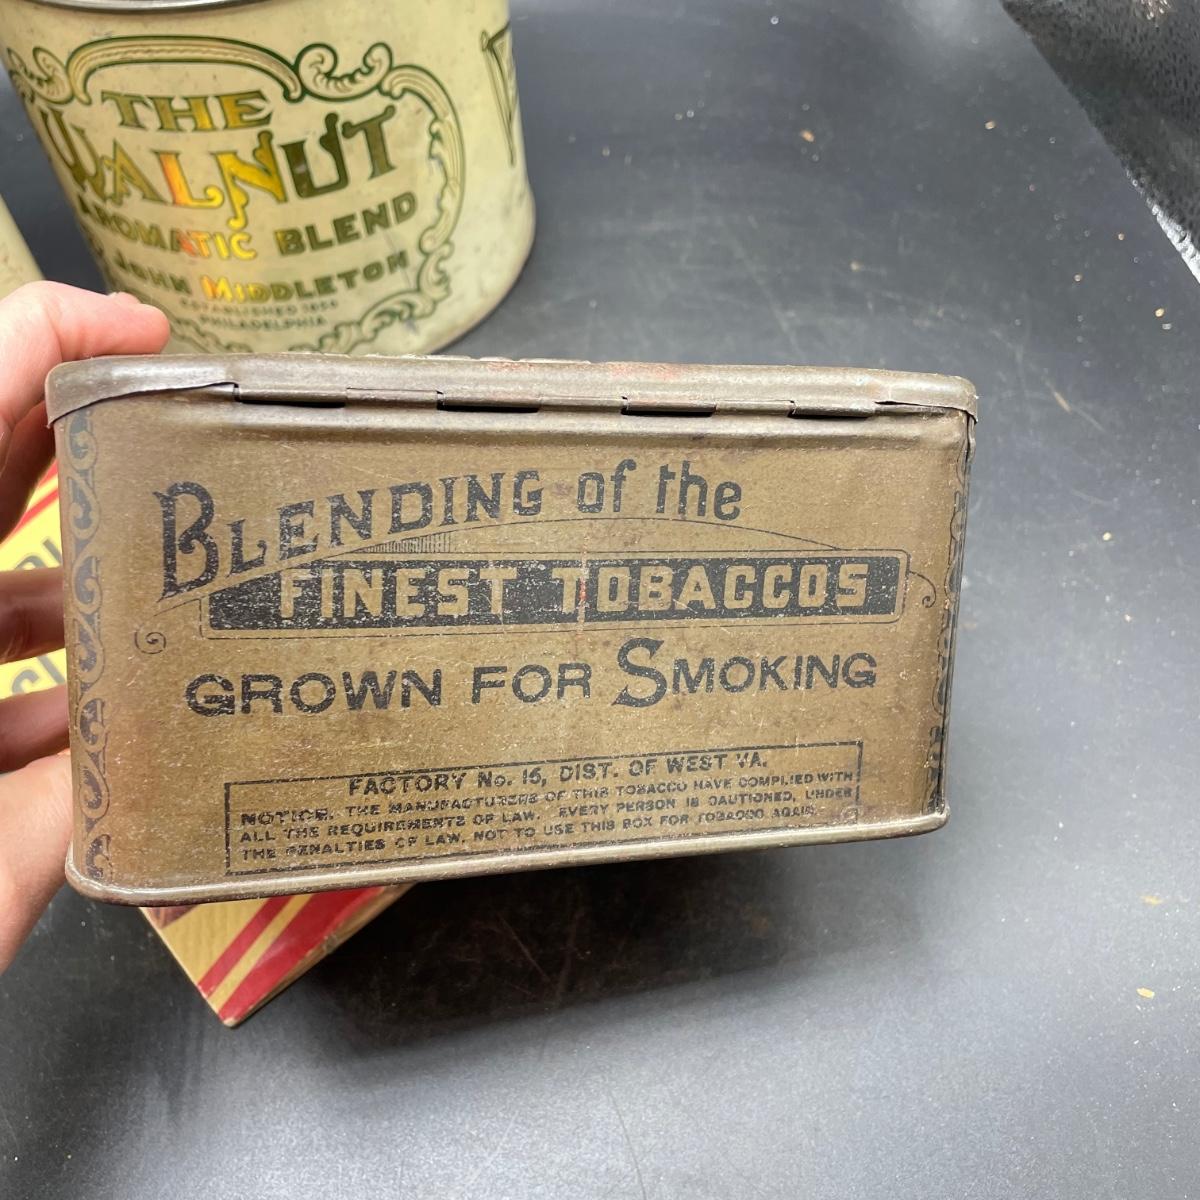 THE
WALNUT
AROMATIC BLEND
JOHN MIDDLETON
ESTABLISHED 1856
PHILADELPHIA
BLENDING of the
FINEST TOBACCOS
GROWN FOR SMOKING
FACTORY No. 16, DIST. OF WEST VA.
NOTICE. THE MANUFACTURERS OF THIS TOBACCO HAVE COMPLIED WITH
ALL THE REQUIREMENTS OF LAW. EVERY PERSON IS CAUTIONED, UNDER
THE PENALTIES OF LAW, NOT TO USE THIS BOX FOR TOBACCO AGAIN.